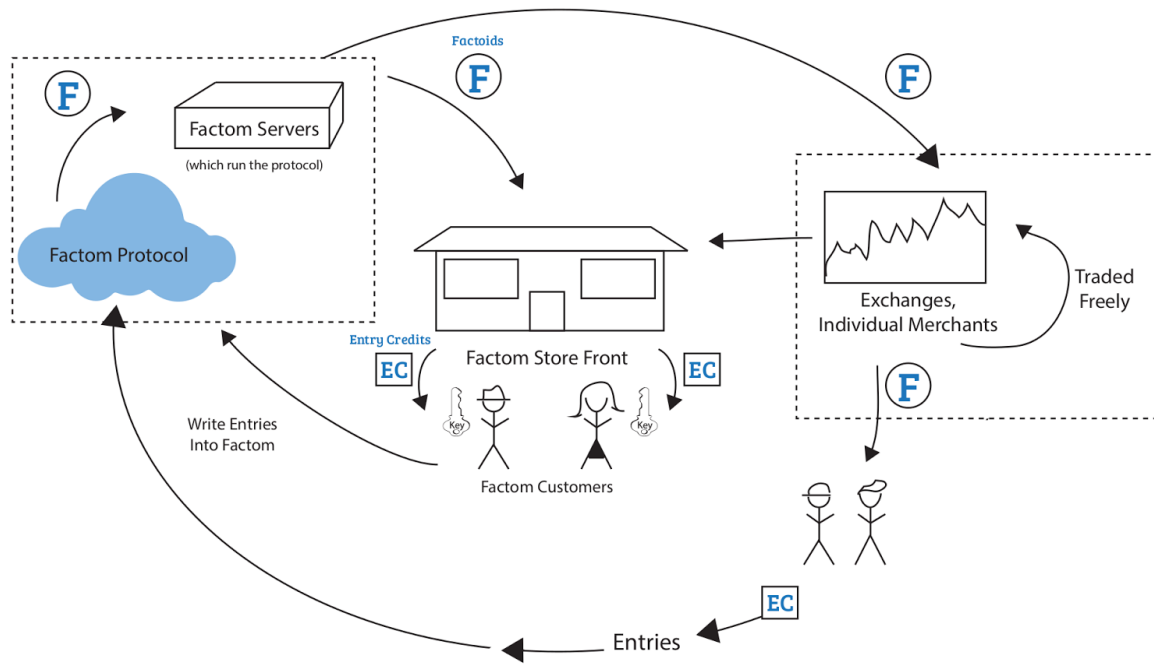 Factoids
F
F
F
Factom Servers
(which run the protocol)
Factom Protocol
Traded
Freely
Exchanges,
Individual Merchants
Entry Credits
EC
Factom Store Front
EC
F
Key
Key
Write Entries
Into Factom
Factom Customers
EC
Entries